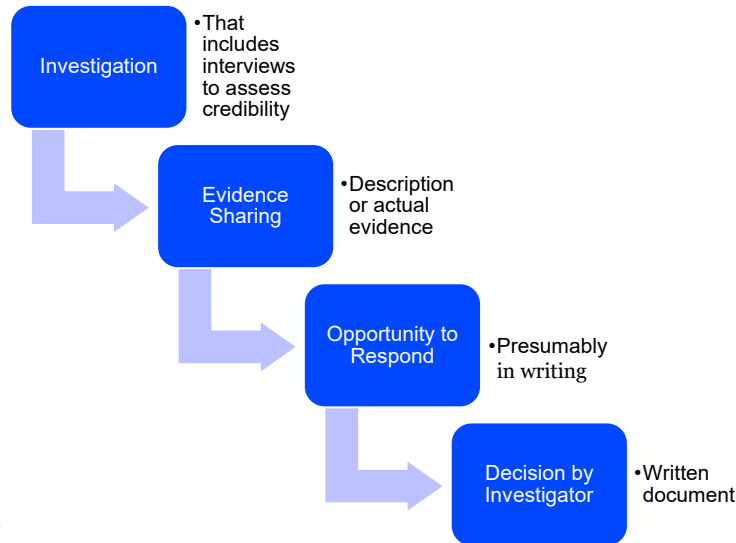 Investigation
•That
includes
interviews
to assess
credibility
Evidence
Sharing
•Description
or actual
evidence
Opportunity to
Respond
•Presumably
in writing
Decision by
Investigator
•Written
document